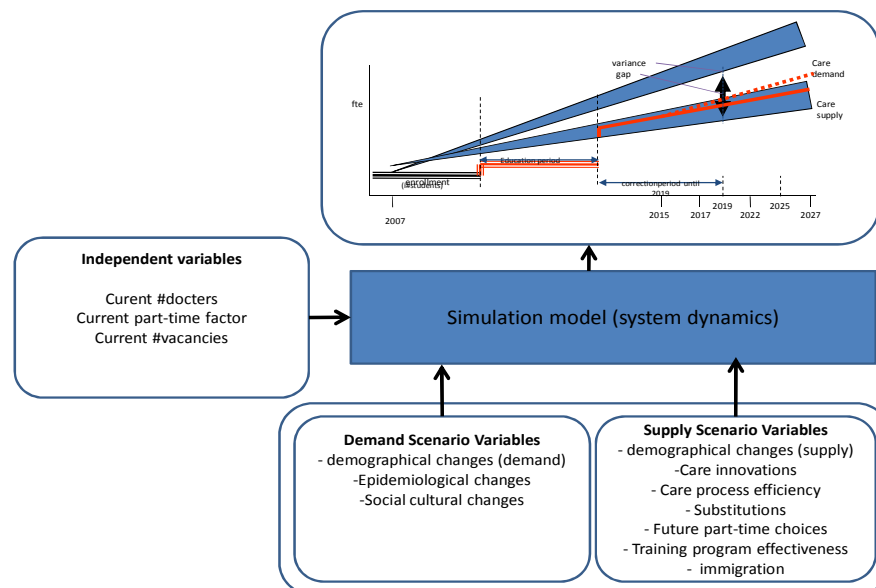 variance
gap
Care
demand
fte
Care
supply
Education period
enrollment
(#students)
correctionperiod until
2019
2007
2015
2017
2019
2022
2025
2027
Independent variables
Curent #docters
Current part-time factor
Current #vacancies
Simulation model (system dynamics)
Demand Scenario Variables
- demographical changes (demand)
-Epidemiological changes
-Social cultural changes
Supply Scenario Variables
- demographical changes (supply)
-Care innovations
- Care process efficiency
- Substitutions
- Future part-time choices
- Training program effectiveness
- immigration